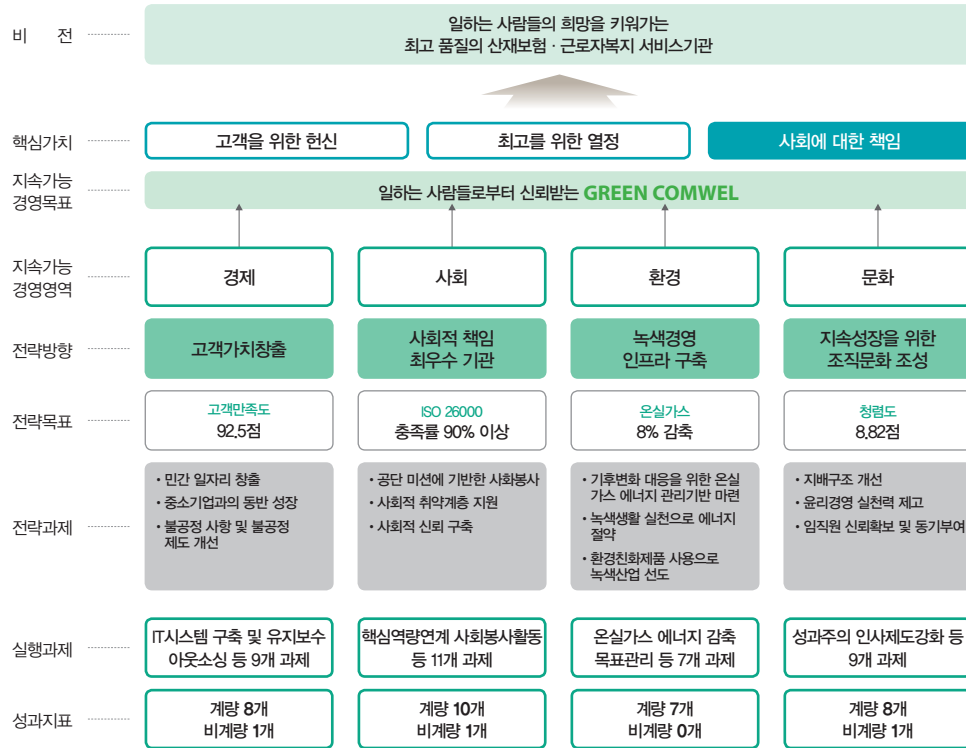 비 전
일하는 사람들의 희망을 키워가는
최고 품질의 산재보험 · 근로자복지 서비스기관
핵심가치
고객을 위한 헌신
최고를 위한 열정
사회에 대한 책임
지속가능
경영목표
일하는 사람들로부터 신뢰받는 GREEN COMWEL
지속가능
경영영역
경제
사회
환경
문화
전략방향
고객가치창출
사회적 책임
최우수 기관
녹색경영
인프라 구축
지속성장을 위한
조직문화 조성
전략목표
고객만족도
92.5점
ISO 26000
충족률 90% 이상
온실가스
8% 감축
청렴도
8.82점
전략과제
• 민간 일자리 창출
• 중소기업과의 동반 성장
• 불공정 사항 및 불공정
제도 개선
• 공단 미션에 기반한 사회봉사
• 사회적 취약계층 지원
• 사회적 신뢰 구축
• 기후변화 대응을 위한 온실
가스 에너지 관리기반 마련
• 녹색생활 실천으로 에너지
절약
• 환경친화제품 사용으로
녹색산업 선도
• 지배구조 개선
• 윤리경영 실천력 제고
• 임직원 신뢰확보 및 동기부여
실행과제
IT시스템 구축 및 유지보수
아웃소싱 등 9개 과제
핵심역량연계 사회봉사활동
등 11개 과제
온실가스 에너지 감축
목표관리 등 7개 과제
성과주의 인사제도강화 등
9개 과제
성과지표
계량 8개
비계량 1개
계량 10개
비계량 1개
계량 7개
비계량 0개
계량 8개
비계량 1개